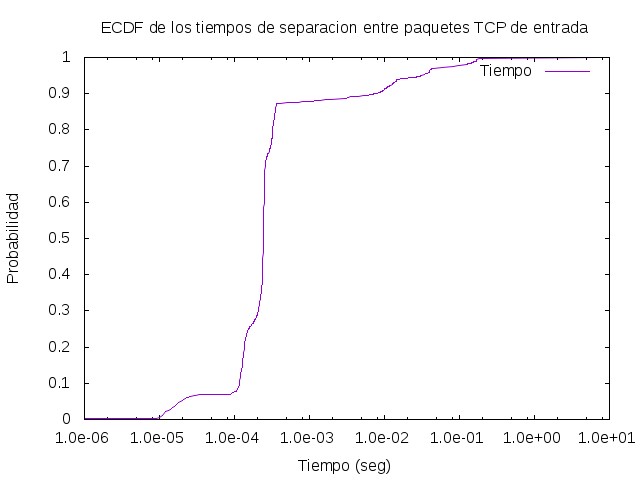 ECDF de los tiempos de separacion entre paquetes TCP de entrada
1
Tiempo
0.9
0.8
0.7
0.6
0.5
0.4
0.3
0.2
0.1
0
Probabilidad
1.0e-06 1.0e-05 1.0e-04 1.0e-03 1.0e-02 1.0e-01 1.0e+00 1.0e+01
Tiempo (seg)